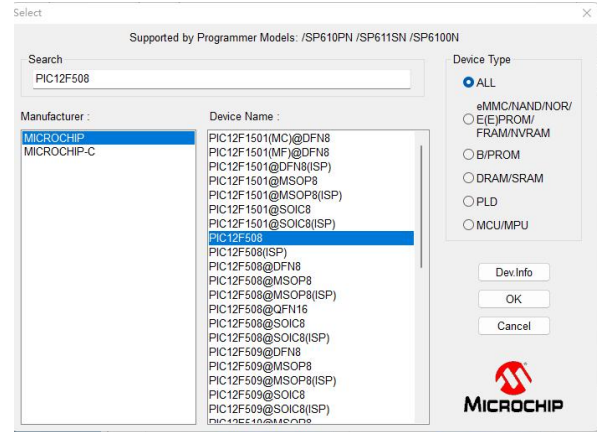 Select
Supported by Programmer Models: /SP610PN /SP611SN /SP6100N
Search
PIC12F508
Device Type
ALL
eMMC/NAND/NOR/
E(E)PROM/
FRAM/NVRAM
B/PROM
DRAM/SRAM
PLD
MCU/MPU
Manufacturer :
MICROCHIP
MICROCHIP-C
Device Name :
PIC12F1501(MC)@DFN8
PIC12F1501(MF)@DFN8
PIC12F1501@DFN8(ISP)
PIC12F1501@MSOP8
PIC12F1501@MSOP8(ISP)
PIC12F1501@SOIC8
PIC12F1501@SOIC8(ISP)
PIC12F508
PIC12F508(ISP)
PIC12F508@DFN8
PIC12F508@MSOP8
PIC12F508@MSOP8(ISP)
PIC12F508@QFN16
PIC12F508@SOIC8
PIC12F508@SOIC8(ISP)
PIC12F509@DFN8
PIC12F509@MSOP8
PIC12F509@MSOP8(ISP)
PIC12F509@SOIC8
PIC12F509@SOIC8(ISP)
Dev.Info
OK
Cancel
MICROCHIP